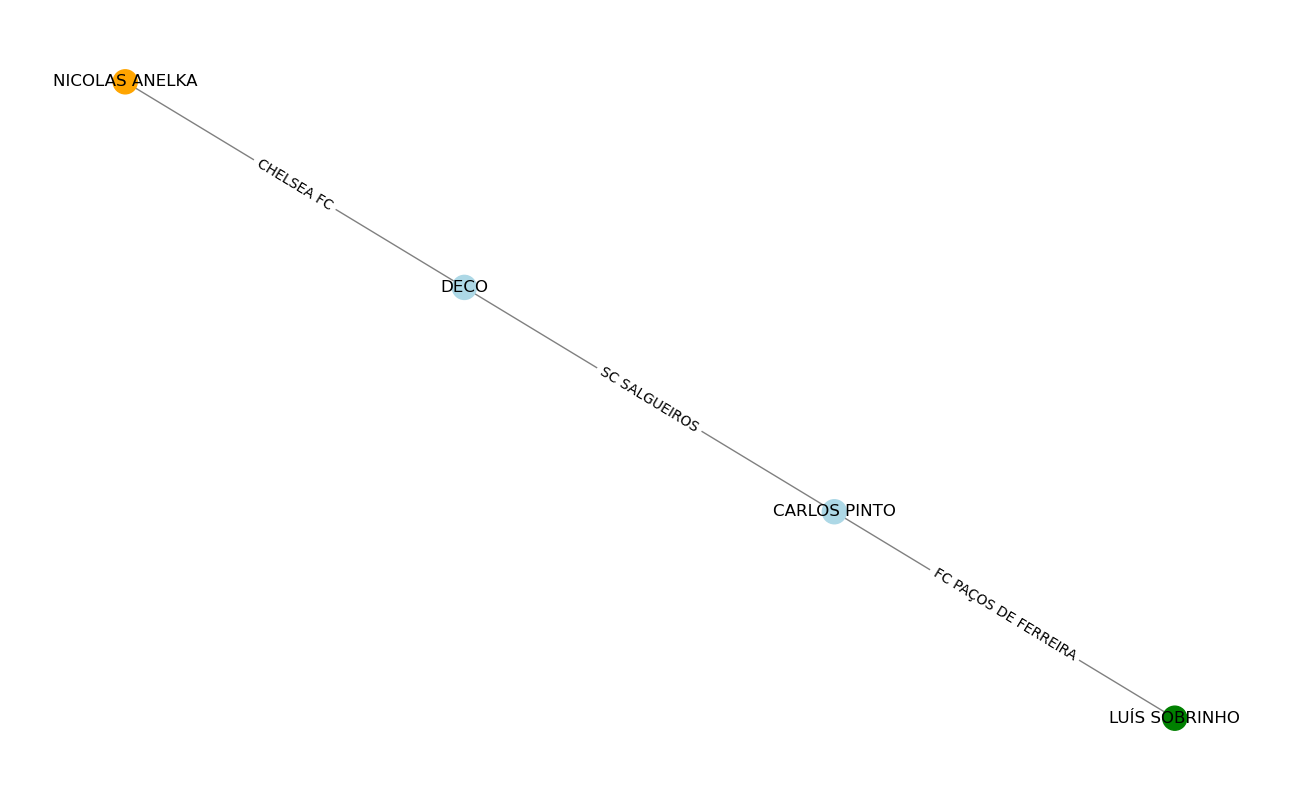 NICOLAS ANELKA
CHELSEA FC
DECO
SC SALGUEIROS
CARLOS PINTO
FC PAÇOS DE FERREIRA
LUÍS SOBRINHO